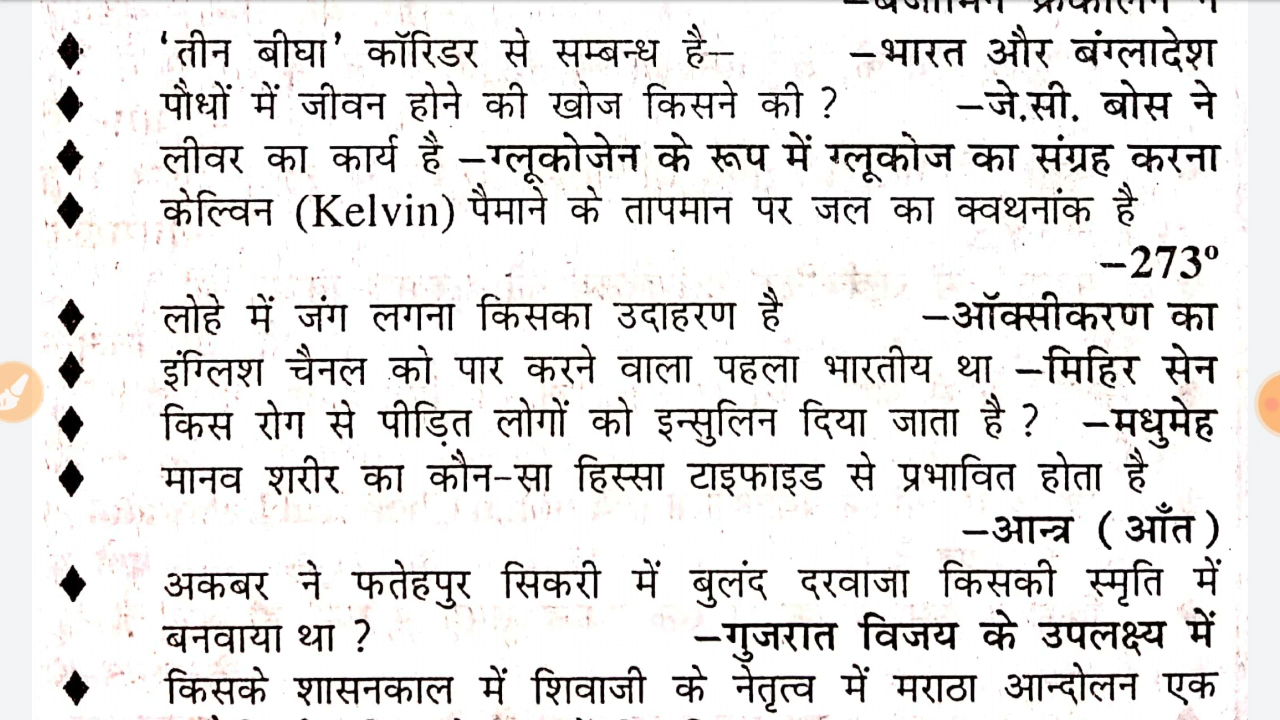 –बेंजामिन फ्रैंकलिन ने
◆ ‘तीन बीघा’ कॉरिडर से सम्बन्ध है– –भारत और बंग्लादेश
◆ पौधों में जीवन होने की खोज किसने की ? –जे.सी. बोस ने
◆ लीवर का कार्य है –ग्लूकोजेन के रूप में ग्लूकोज का संग्रह करना
◆ केल्विन (Kelvin) पैमाने के तापमान पर जल का क्वथनांक है
–273°
◆ लोहे में जंग लगना किसका उदाहरण है –ऑक्सीकरण का
◆ इंग्लिश चैनल को पार करने वाला पहला भारतीय था –मिहिर सेन
◆ किस रोग से पीड़ित लोगों को इन्सुलिन दिया जाता है ? –मधुमेह
◆ मानव शरीर का कौन-सा हिस्सा टाइफाइड से प्रभावित होता है
–आन्त्र ( आँत )
◆ अकबर ने फतेहपुर सिकरी में बुलंद दरवाजा किसकी स्मृति में
बनवाया था ? –गुजरात विजय के उपलक्ष्य में
◆ किसके शासनकाल में शिवाजी के नेतृत्व में मराठा आन्दोलन एक